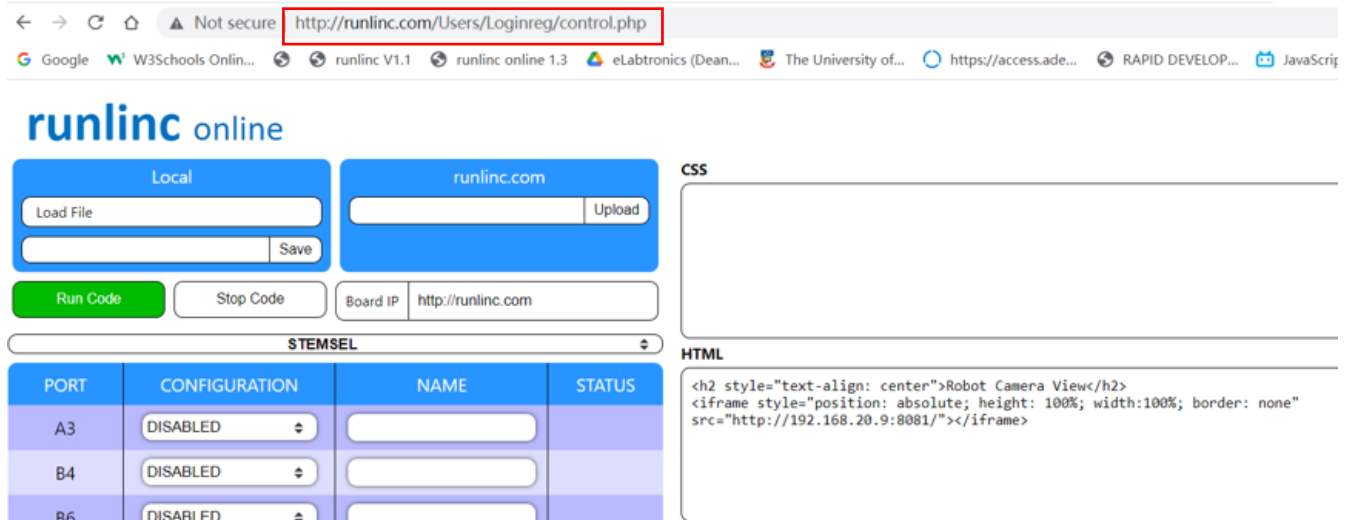 Not secure http://runlinc.com/Users/Loginreg/control.php
Google W3Schools Onlin... runlinc V1.1 runlinc online 1.3 eLabtronics (Dean... The University of... https://access.ade... RAPID DEVELOP... JavaScrip
runlinc online
Local
Load File
Save
runlinc.com
Upload
Run Code
Stop Code
Board IP http://runlinc.com
STEMSEL
PORT CONFIGURATION NAME STATUS
A3 DISABLED
B4 DISABLED
B6 DISABLED
CSS
HTML
<h2 style="text-align: center">Robot Camera View</h2>
<iframe style="position: absolute; height: 100%; width:100%; border: none"
src="http://192.168.20.9:8081/"></iframe>